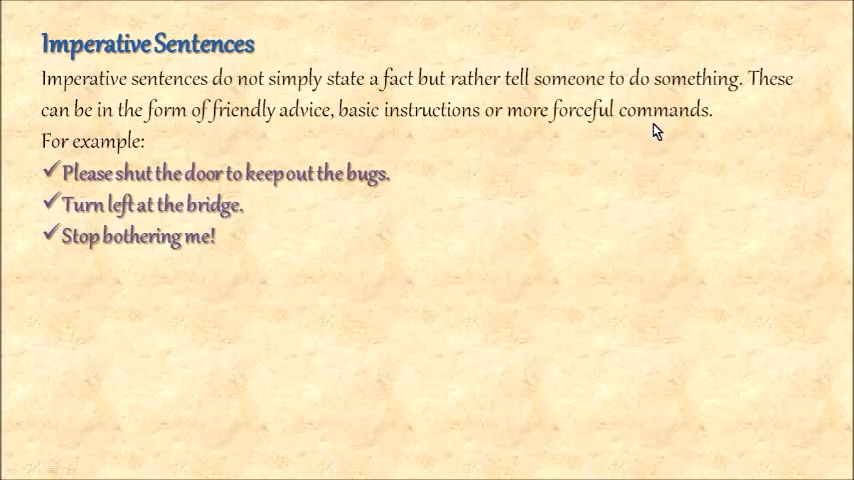 Imperative Sentences
Imperative sentences do not simply state a fact but rather tell someone to do something. These
can be in the form of friendly advice, basic instructions or more forceful commands.
For example:
✓Please shut the door to keep out the bugs.
✓Turn left at the bridge.
✓Stop bothering me!